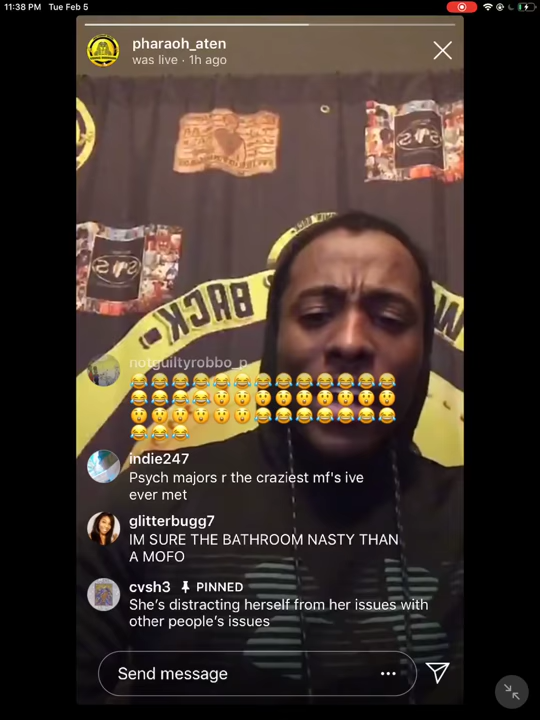 11:38 PM Tue Feb 5
pharaoh_aten
was live · 1h ago
BACK
notguiltyrobbo_p
😂😂😂😂😂😂😂😂😂😂😂😂😂
😂😂😂😂😲😲😲😲😲😲😲😲😲
😲😲😲😲😲😲😂😂😂😂😂😂😂
😂😂😂
indie247
Psych majors r the craziest mf's ive
ever met
glitterbugg7
IM SURE THE BATHROOM NASTY THAN
A MOFO
cvsh3 📌 PINNED
She's distracting herself from her issues with
other people's issues
Send message